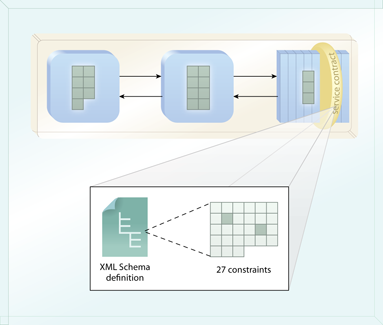 service contract
XML Schema
definition
27 constraints